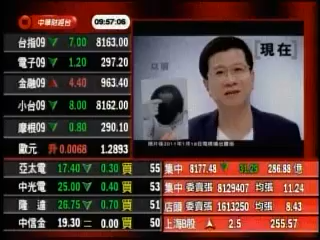 中華財經台 09:57:06
台指09 ▼ 7.00 8163.00
電子09 ▼ 1.20 297.20
金融09 ▲ 4.40 963.40
小台09 ▼ 8.00 8162.00
摩根09 ▼ 0.80 290.10
歐元 升 0.0068 1.2893
【現在】
亞太電 17.40 ▼ 0.30 買 55
中光電 25.00 ▼ 0.40 買 53
隆達 26.75 ▼ 0.70 買 51
中信金 19.30 ═ 0.00 買 50
集中 8177.48 ▼ 286.98 億
集中 委賣張 8129407 均張 11.24
店頭 委賣張 1613250 均張 8.43
上海B股 ▲ 2.5 255.57